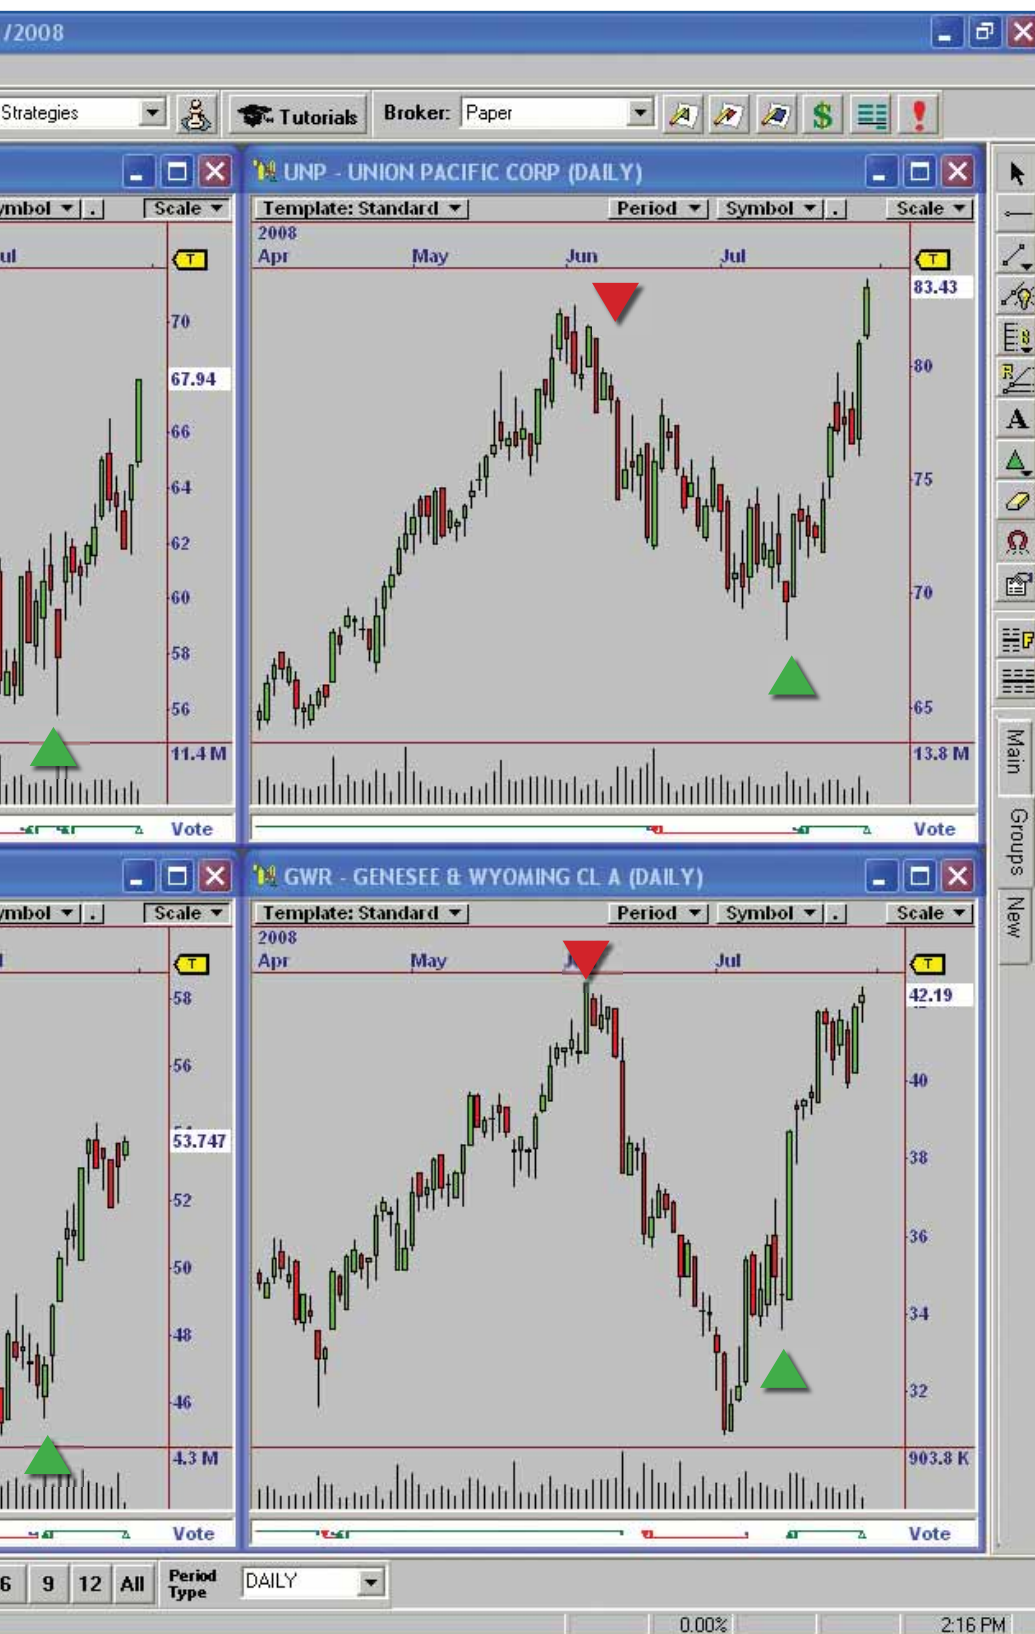 /2008
Strategies Tutorials Broker: Paper
ymbol . Scale
ul
T
70
67.94
66
64
62
60
58
56
11.4 M
Vote
UNP - UNION PACIFIC CORP (DAILY)
Template: Standard Period Symbol . Scale
2008
Apr May Jun Jul
T
83.43
80
75
70
65
13.8 M
Vote
ymbol . Scale
T
58
56
53.747
52
50
48
46
4.3 M
Vote
GWR - GENESEE & WYOMING CL A (DAILY)
Template: Standard Period Symbol . Scale
2008
Apr May Jul
T
42.19
40
38
36
34
32
903.8 K
Vote
R
A
F
Main
Groups
New
6 9 12 All Period Type DAILY
0.00% 2:16 PM